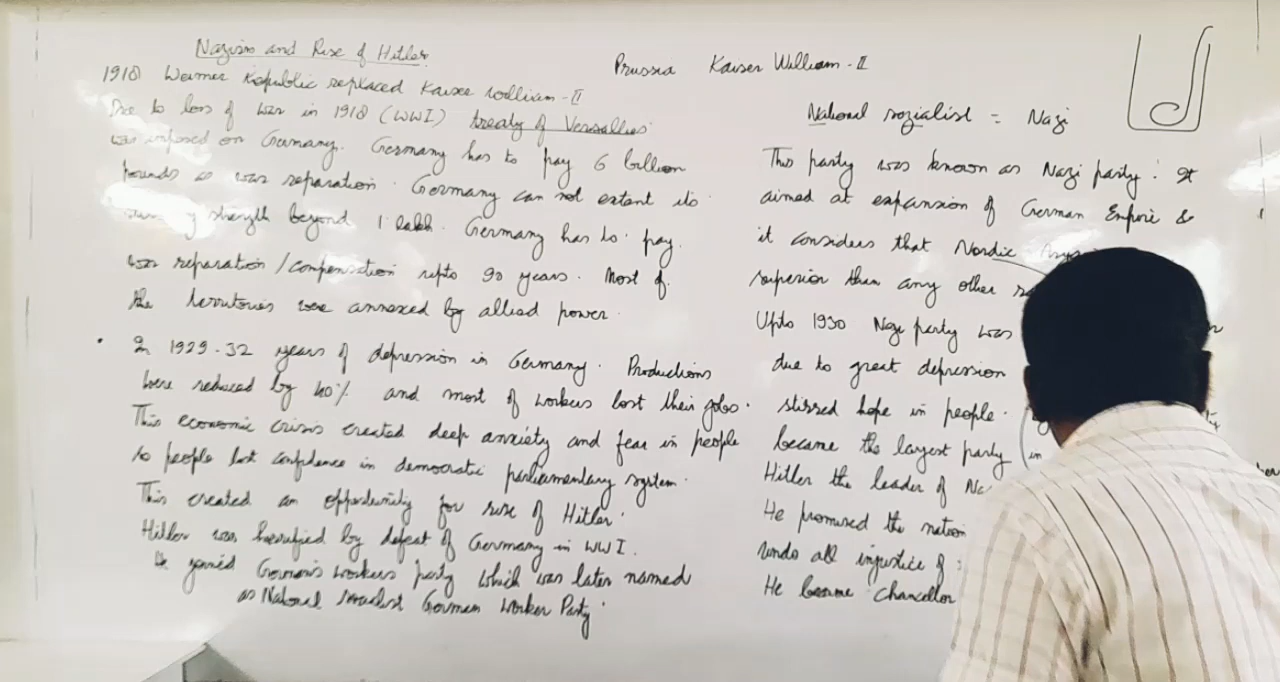 Nazism and Rise of Hitler
1918 Weimer Republic replaced Kaiser William - II
Due to loss of war in 1918 (WWI) treaty of Versallies
was imposed on Germany. Germany has to pay 6 billion
pounds as war reparation. Germany can not extant its
strength beyond 1 lakh. Germany has to pay
war reparation / compensation upto 90 years. Most of
the territories were annexed by allied power.
• In 1929-32 years of depression in Germany. Productions
were reduced by 40% and most of workers lost their jobs.
This economic crisis created deep anxiety and fear in people
so people lost confidence in democratic parliamentary system.
This created an opportunity for rise of Hitler.
Hitler was horrified by defeat of Germany in WWI.
He joined German's workers party which was later named
as National Socialist German Worker Party.
Prussia Kaiser William - II
National sozialist = Nazi
This party was known as Nazi party. It
aimed at expansion of German Empire &
it considers that Nordic
superior than any other
Upto 1930 Nazi party was
due to great depression
stirred hope in people.
became the largest party in
Hitler the leader of
He promised the nation
undo all injustice of
He became Chancellor